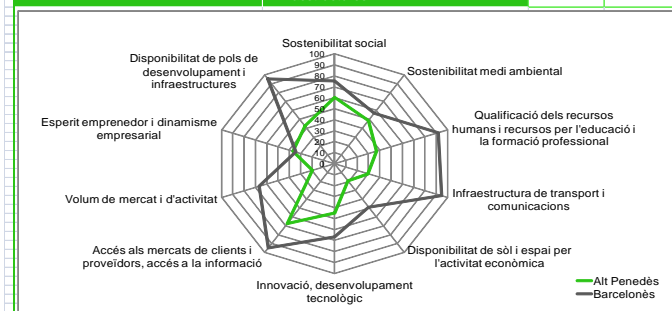 Sostenibilitat social
100
90
80
70
60
50
40
30
20
10
0
Sostenibilitat medi ambiental
Qualificació dels recursos
humans i recursos per l'educació i
la formació professional
Infraestructura de transport i
comunicacions
Disponibilitat de sòl i espai per
l'activitat econòmica
Innovació, desenvolupament
tecnològic
Accés als mercats de clients i
proveïdors, accés a la informació
Volum de mercat i d'activitat
Esperit emprenedor i dinamisme
empresarial
Disponibilitat de pols de
desenvolupament i
infraestructures
Alt Penedès
Barcelonès